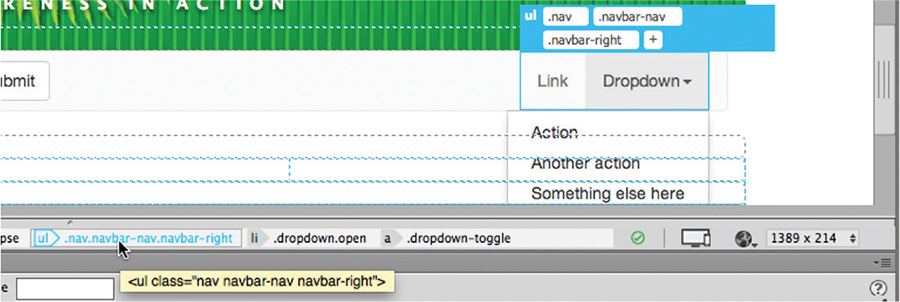 RENESS IN ACTION
ul .nav .navbar-nav
.navbar-right +
ubmit Link Dropdown
Action
Another action
Something else here
pse ul .nav.navbar-nav.navbar-right li .dropdown.open a .dropdown-toggle 1389 x 214
<ul class="nav navbar-nav navbar-right">
e ?